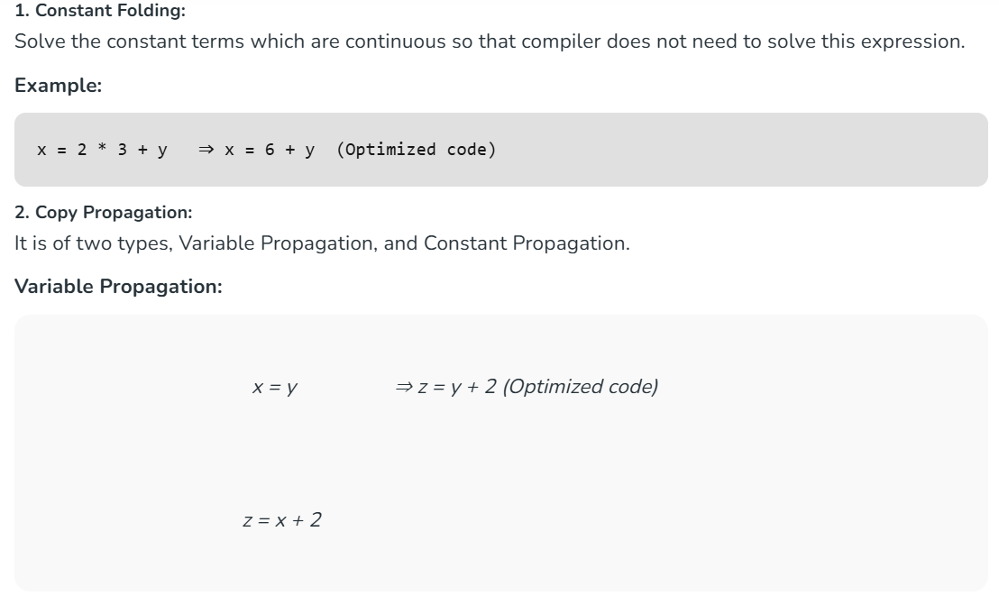 1. Constant Folding:
Solve the constant terms which are continuous so that compiler does not need to solve this expression.
Example:
x = 2 * 3 + y   ⇒ x = 6 + y  (Optimized code)
2. Copy Propagation:
It is of two types, Variable Propagation, and Constant Propagation.
Variable Propagation:
x = y ⇒ z = y + 2 (Optimized code)
z = x + 2